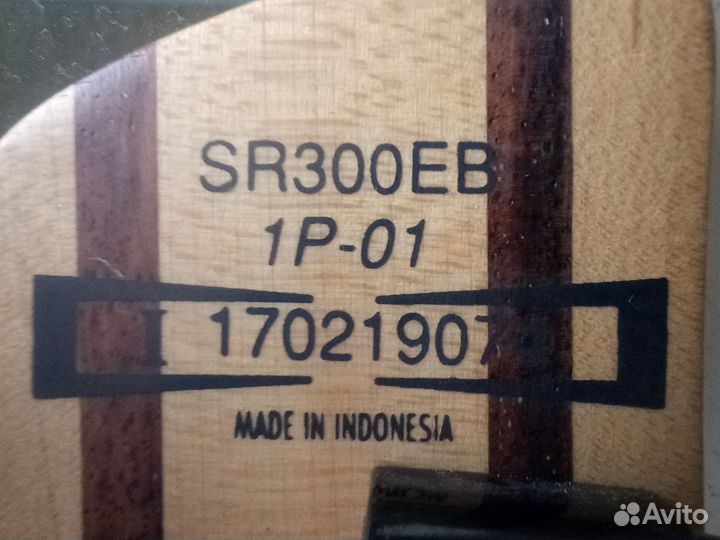 SR300EB
1P-01
I 17021907
MADE IN INDONESIA
Avito